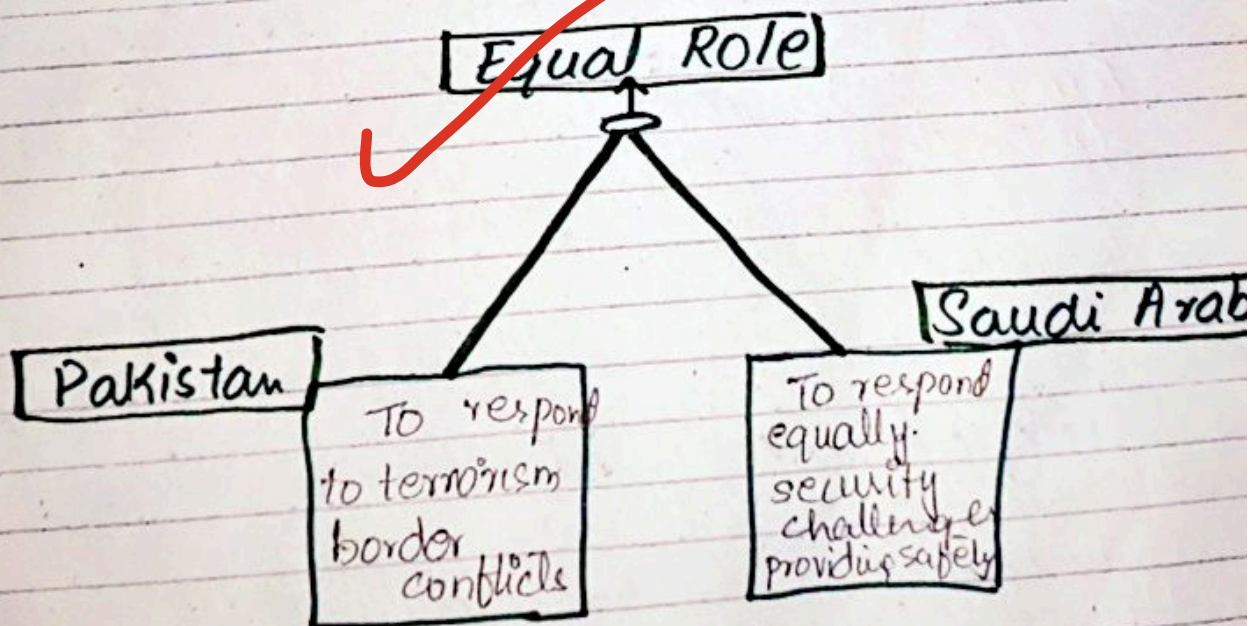 Equal Role
Pakistan
To respond
to terrorism
border
conflicts
Saudi Arab
To respond
equally.
security
challenges
providing safety